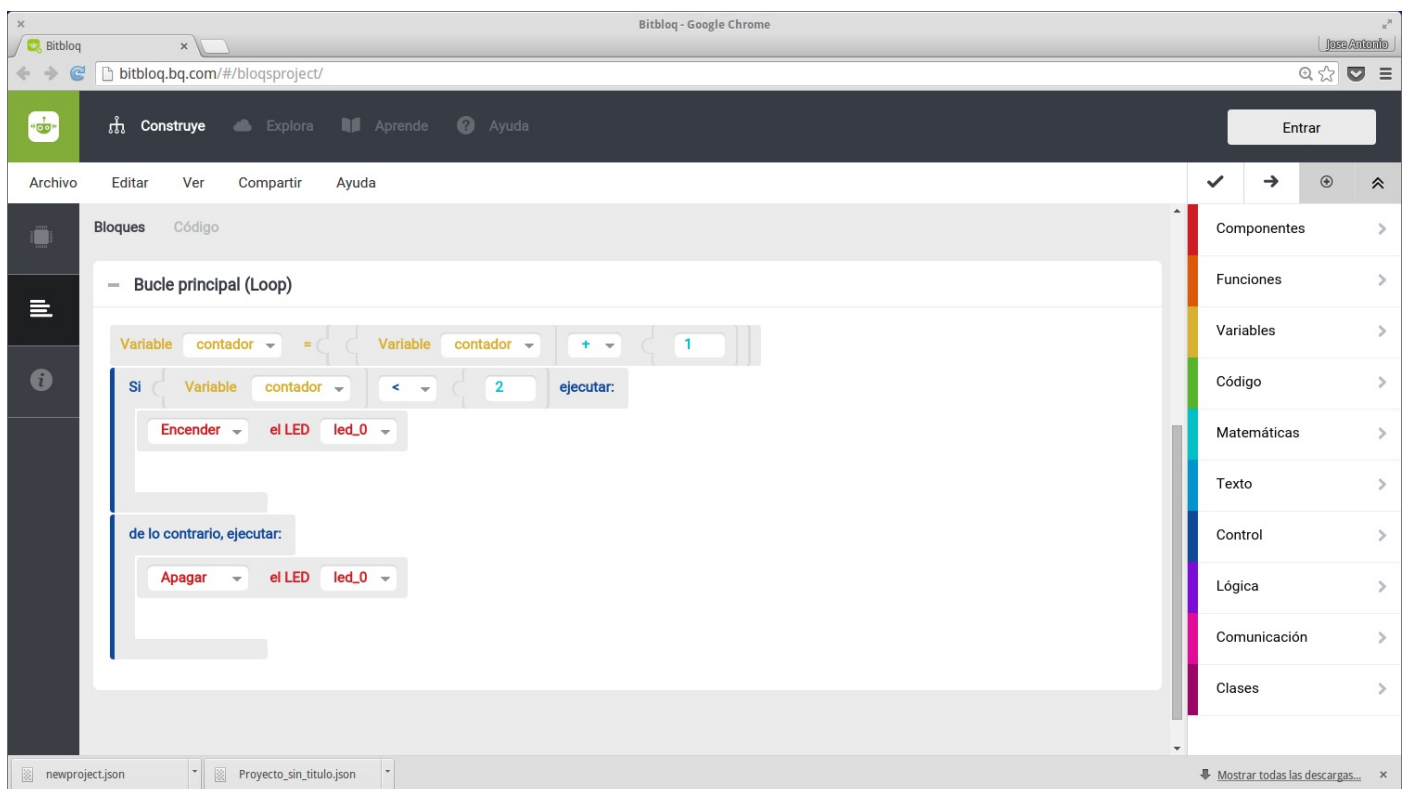 Bitbloq - Google Chrome
Bitbloq
Jose Antonio
bitbloq.bq.com/#/bloqsproject/
Construye Explora Aprende Ayuda Entrar
Archivo Editar Ver Compartir Ayuda
Bloques Código
Bucle principal (Loop)
Variable contador = Variable contador + 1
Si Variable contador < 2 ejecutar:
Encender el LED led_0
de lo contrario, ejecutar:
Apagar el LED led_0
Componentes
Funciones
Variables
Código
Matemáticas
Texto
Control
Lógica
Comunicación
Clases
newproject.json Proyecto_sin_titulo.json Mostrar todas las descargas...